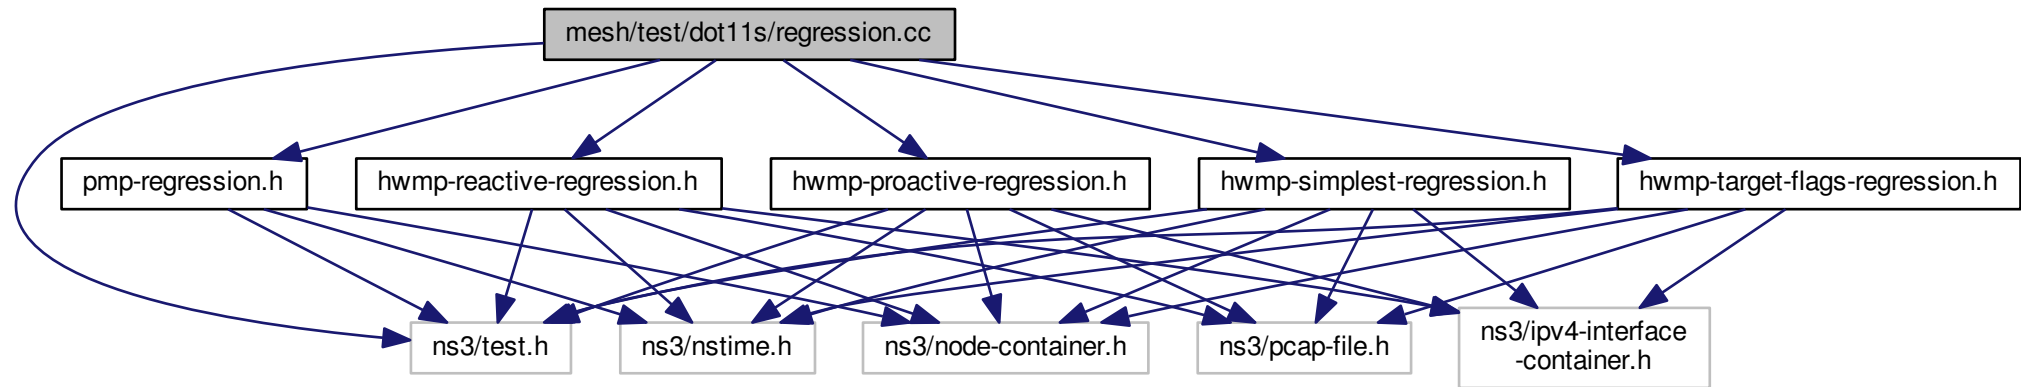 mesh/test/dot11s/regression.cc
pmp-regression.h
hwmp-reactive-regression.h
hwmp-proactive-regression.h
hwmp-simplest-regression.h
hwmp-target-flags-regression.h
ns3/test.h
ns3/nstime.h
ns3/node-container.h
ns3/pcap-file.h
ns3/ipv4-interface
-container.h